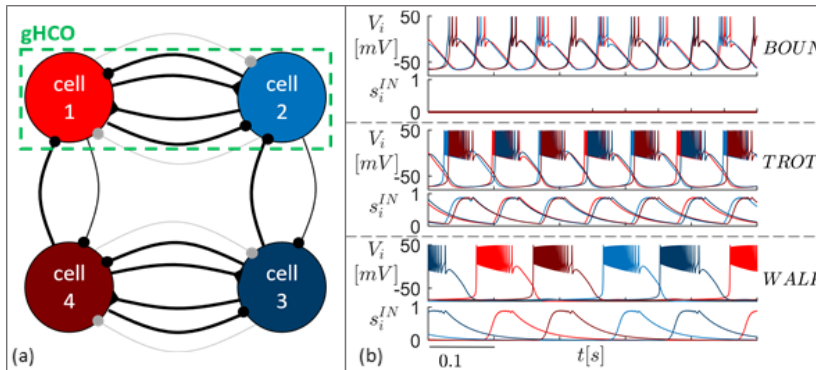 gHCO
cell
1
cell
2
cell
4
cell
3
(a)
V_i
[mV]
50
-50
BOUN
s_i^{IN}
1
0
V_i
[mV]
50
-50
TROT
s_i^{IN}
1
0
V_i
[mV]
50
-50
WALK
s_i^{IN}
1
0
(b)
0.1
t[s]